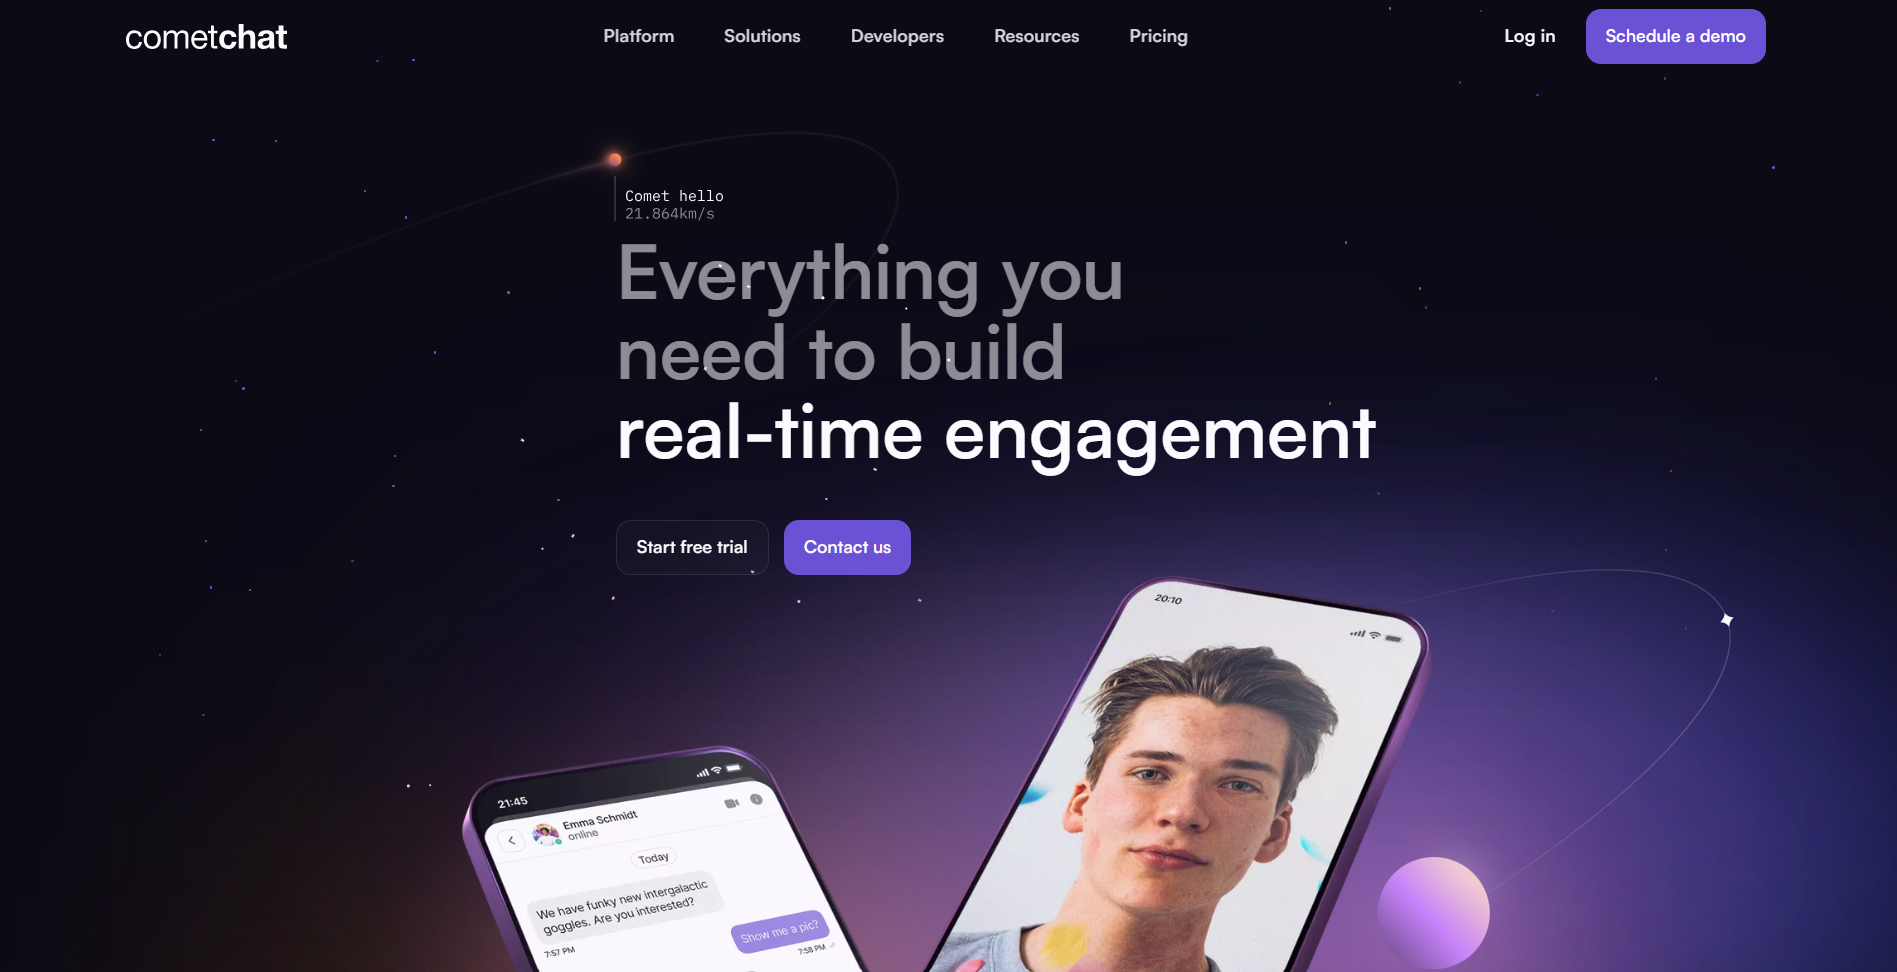 cometchat
Platform
Solutions
Developers
Resources
Pricing
Log in
Schedule a demo
Comet hello
21.864km/s
Everything you
need to build
real-time engagement
Start free trial
Contact us
20:10
21:45
Emma Schmidt
online
Today
We have funky new intergalactic
goggles. Are you interested?
7:57 PM
Show me a pic?
7:58 PM